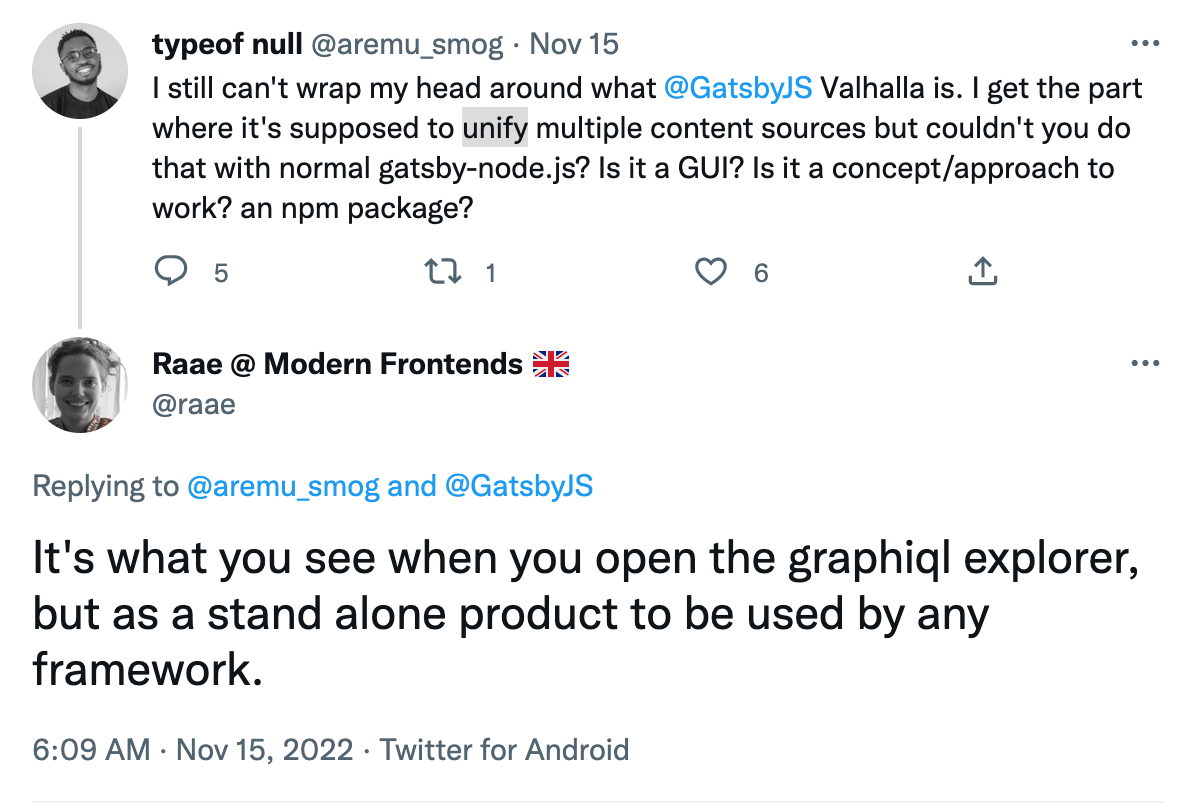 typeof null @aremu_smog · Nov 15
I still can't wrap my head around what @GatsbyJS Valhalla is. I get the part
where it's supposed to unify multiple content sources but couldn't you do
that with normal gatsby-node.js? Is it a GUI? Is it a concept/approach to
work? an npm package?
5 1 6
Raae @ Modern Frontends 🇬🇧
@raae
Replying to @aremu_smog and @GatsbyJS
It's what you see when you open the graphiql explorer,
but as a stand alone product to be used by any
framework.
6:09 AM · Nov 15, 2022 · Twitter for Android